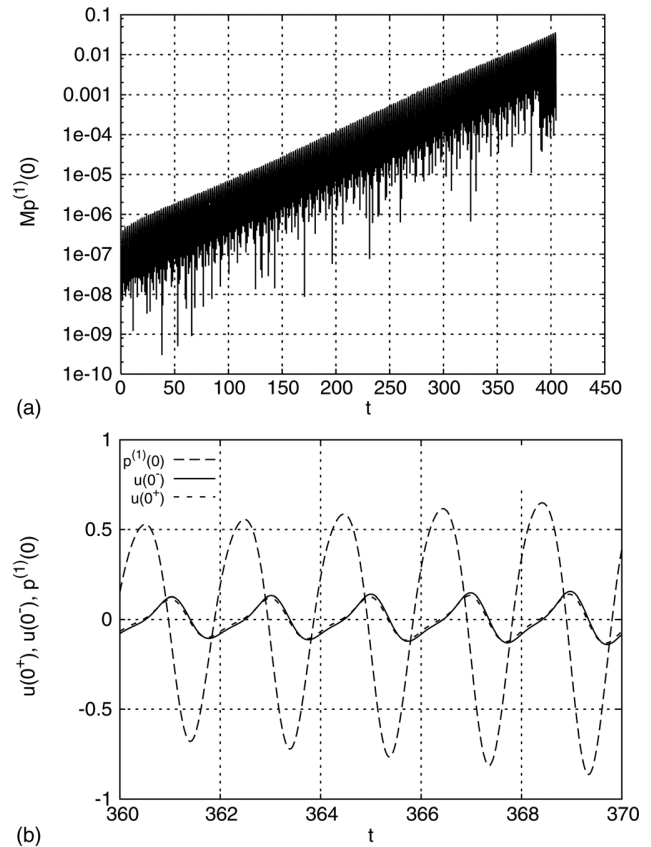 0.1
0.01
0.001
1e-04
1e-05
1e-06
1e-07
1e-08
1e-09
1e-10
Mp⁽¹⁾(0)
0 50 100 150 200 250 300 350 400 450
t
(a)
1
0.5
0
-0.5
-1
u(0⁺), u(0⁻), p⁽¹⁾(0)
p⁽¹⁾(0)
u(0⁻)
u(0⁺)
360 362 364 366 368 370
t
(b)